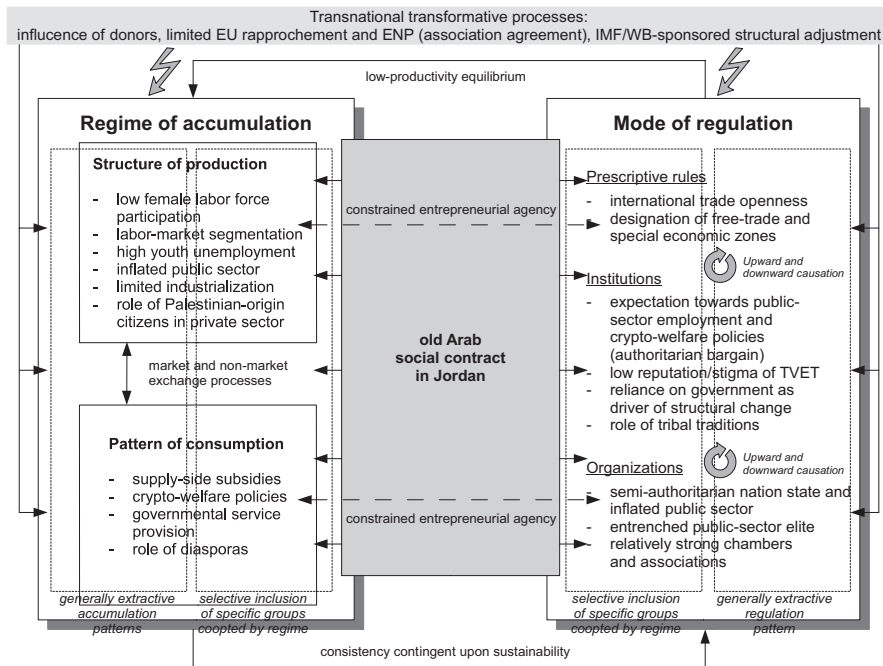 Transnational transformative processes:
influcence of donors, limited EU rapprochement and ENP (association agreement), IMF/WB-sponsored structural adjustment
low-productivity equilibrium
Regime of accumulation
Structure of production
- low female labor force
participation
- labor-market segmentation
- high youth unemployment
- inflated public sector
- limited industrialization
- role of Palestinian-origin
citizens in private sector
market and non-market
exchange processes
Pattern of consumption
- supply-side subsidies
- crypto-welfare policies
- governmental service
provision
- role of diasporas
generally extractive
accumulation
patterns
selective inclusion
of specific groups
coopted by regime
constrained entrepreneurial agency
old Arab
social contract
in Jordan
constrained entrepreneurial agency
Mode of regulation
Prescriptive rules
- international trade openness
- designation of free-trade and
special economic zones
Upward and
downward causation
Institutions
- expectation towards public-
sector employment and
crypto-welfare policies
(authoritarian bargain)
- low reputation/stigma of TVET
- reliance on government as
driver of structural change
- role of tribal traditions
Upward and
downward causation
Organizations
- semi-authoritarian nation state and
inflated public sector
- entrenched public-sector elite
- relatively strong chambers
and associations
selective inclusion
of specific groups
coopted by regime
generally extractive
regulation
pattern
consistency contingent upon sustainability